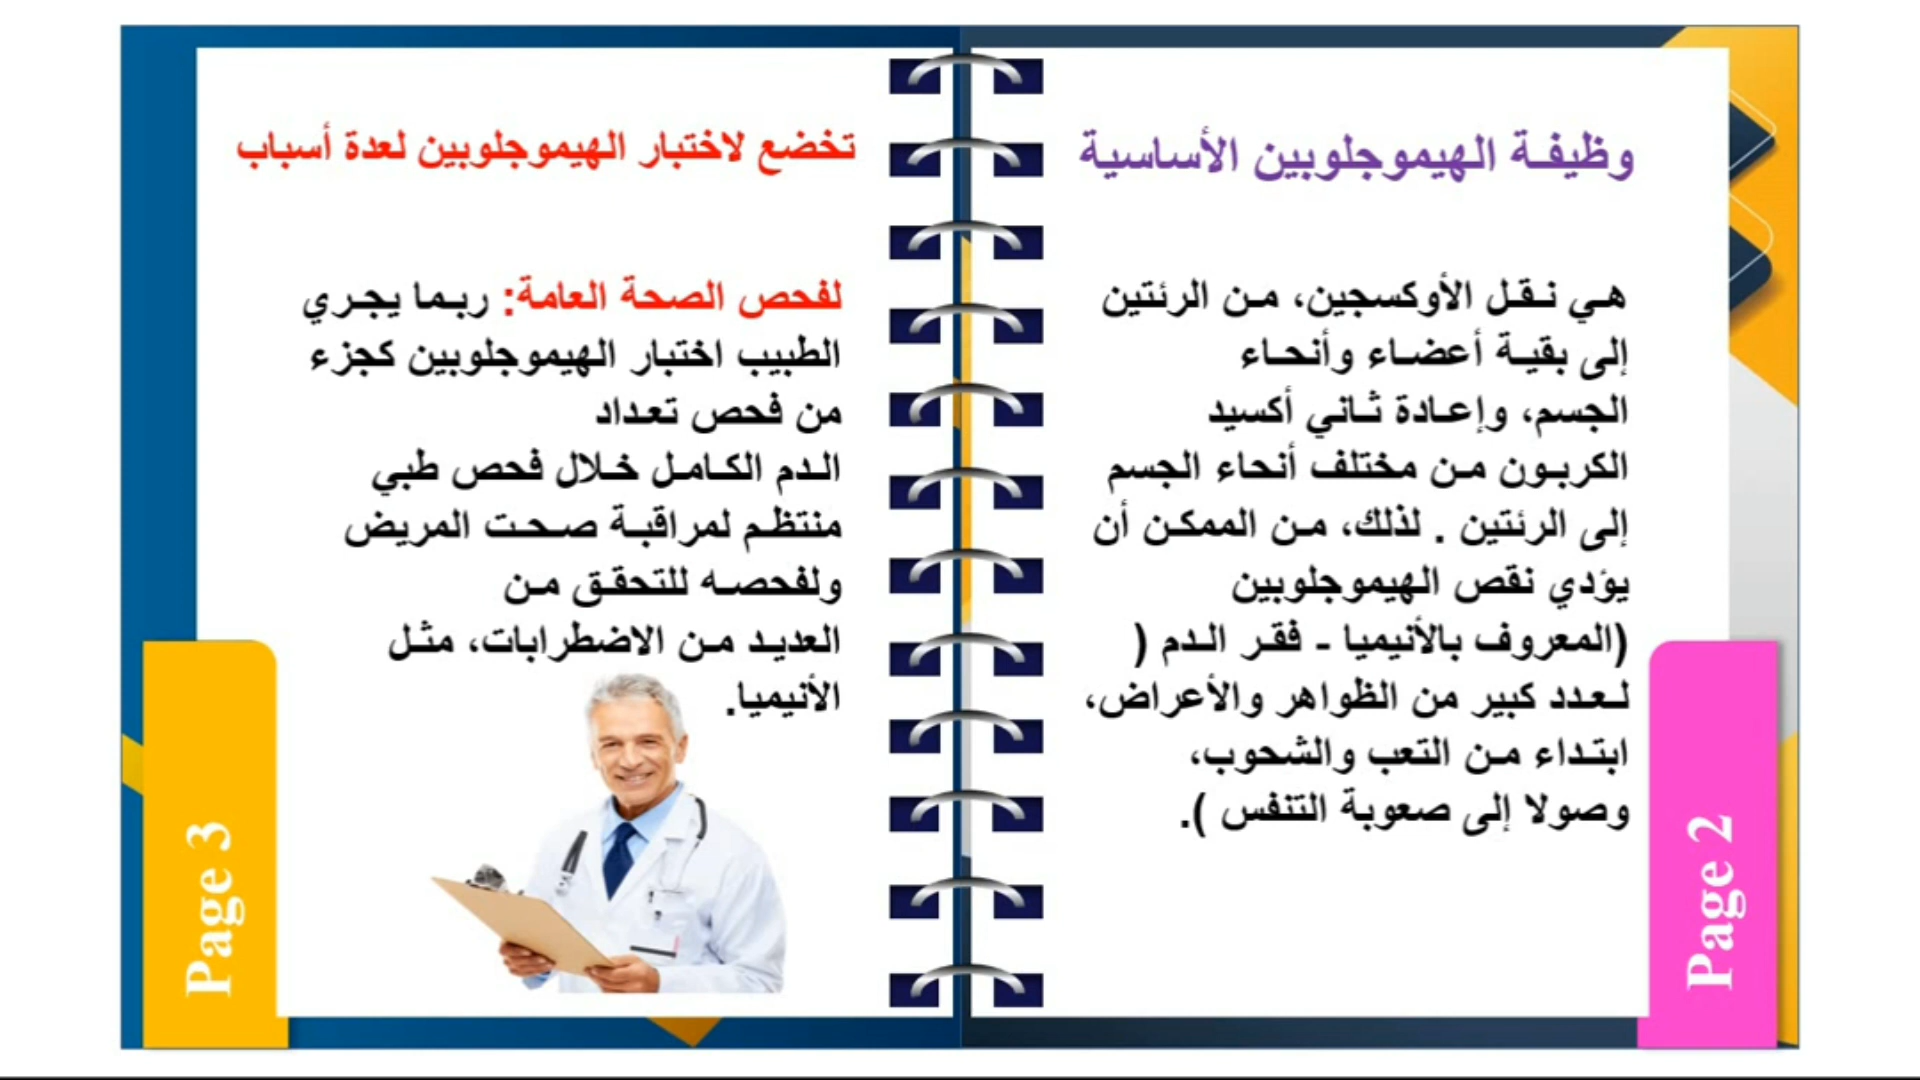 وظيفة الهيموجلوبين الأساسية
هي نقل الأوكسجين، من الرئتين
إلى بقية أعضاء وأنحاء
الجسم، وإعادة ثاني أكسيد
الكربون من مختلف أنحاء الجسم
إلى الرئتين . لذلك، من الممكن أن
يؤدي نقص الهيموجلوبين
(المعروف بالأنيميا - فقر الدم (
لعدد كبير من الظواهر والأعراض،
ابتداء من التعب والشحوب،
وصولا إلى صعوبة التنفس ).
Page 2
تخضع لاختبار الهيموجلوبين لعدة أسباب
لفحص الصحة العامة: ربما يجري
الطبيب اختبار الهيموجلوبين كجزء
من فحص تعداد
الدم الكامل خلال فحص طبي
منتظم لمراقبة صحت المريض
ولفحصه للتحقق من
العديد من الاضطرابات، مثل
الأنيميا.
Page 3